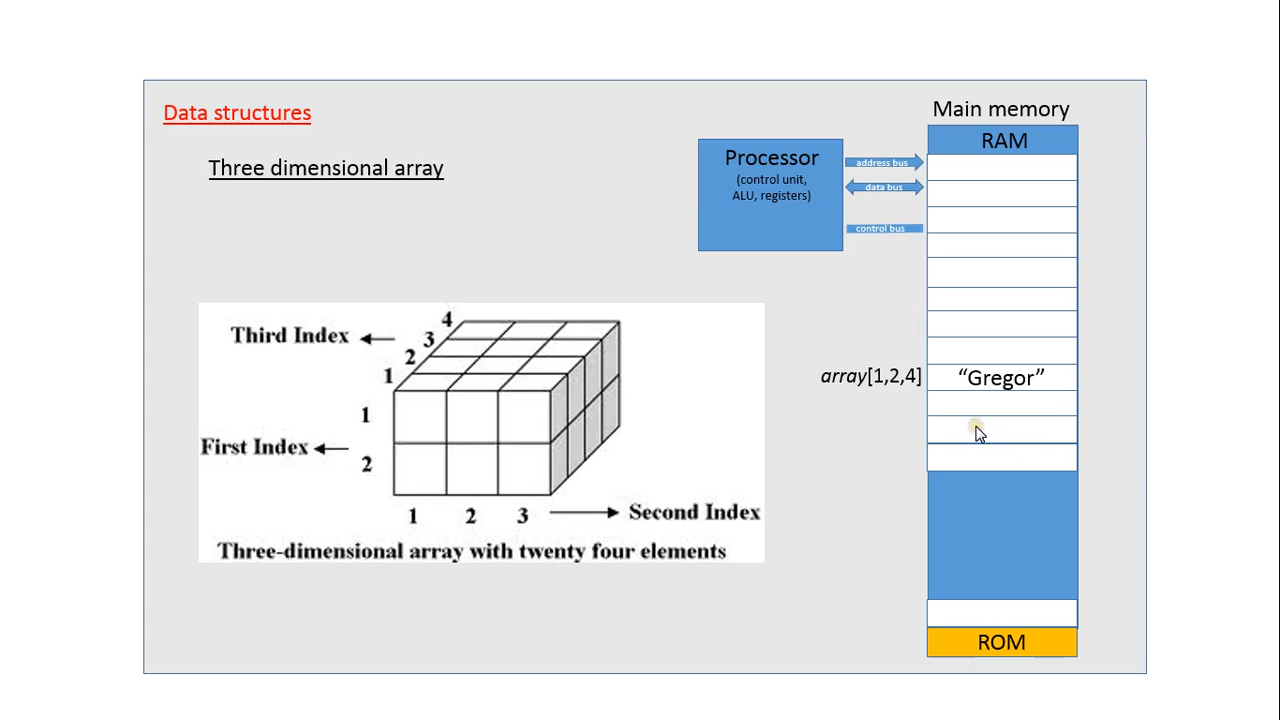 Data structures
Three dimensional array
Main memory
RAM
Processor
(control unit,
ALU, registers)
address bus
data bus
control bus
array[1,2,4]
“Gregor”
ROM
Third Index
4
3
2
1
1
First Index
2
1 2 3
Second Index
Three-dimensional array with twenty four elements